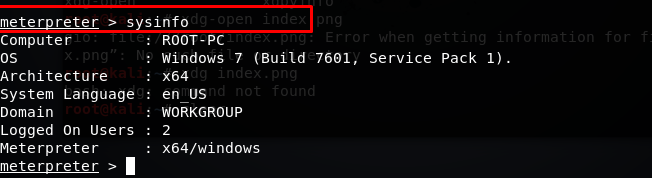 meterpreter > sysinfo
Computer : ROOT-PC
OS : Windows 7 (Build 7601, Service Pack 1).
Architecture : x64
System Language : en_US
Domain : WORKGROUP
Logged On Users : 2
Meterpreter : x64/windows
meterpreter >